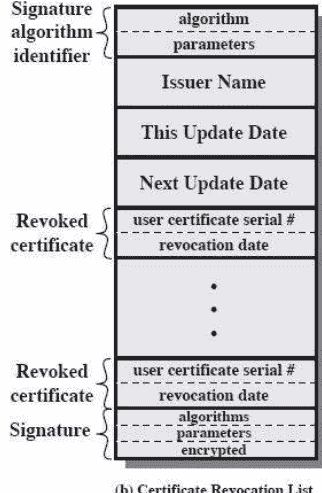 Signature
algorithm
identifier
algorithm
parameters
Issuer Name
This Update Date
Next Update Date
Revoked
certificate
user certificate serial #
revocation date
Revoked
certificate
user certificate serial #
revocation date
Signature
algorithms
parameters
encrypted
(b) Certificate Revocation List